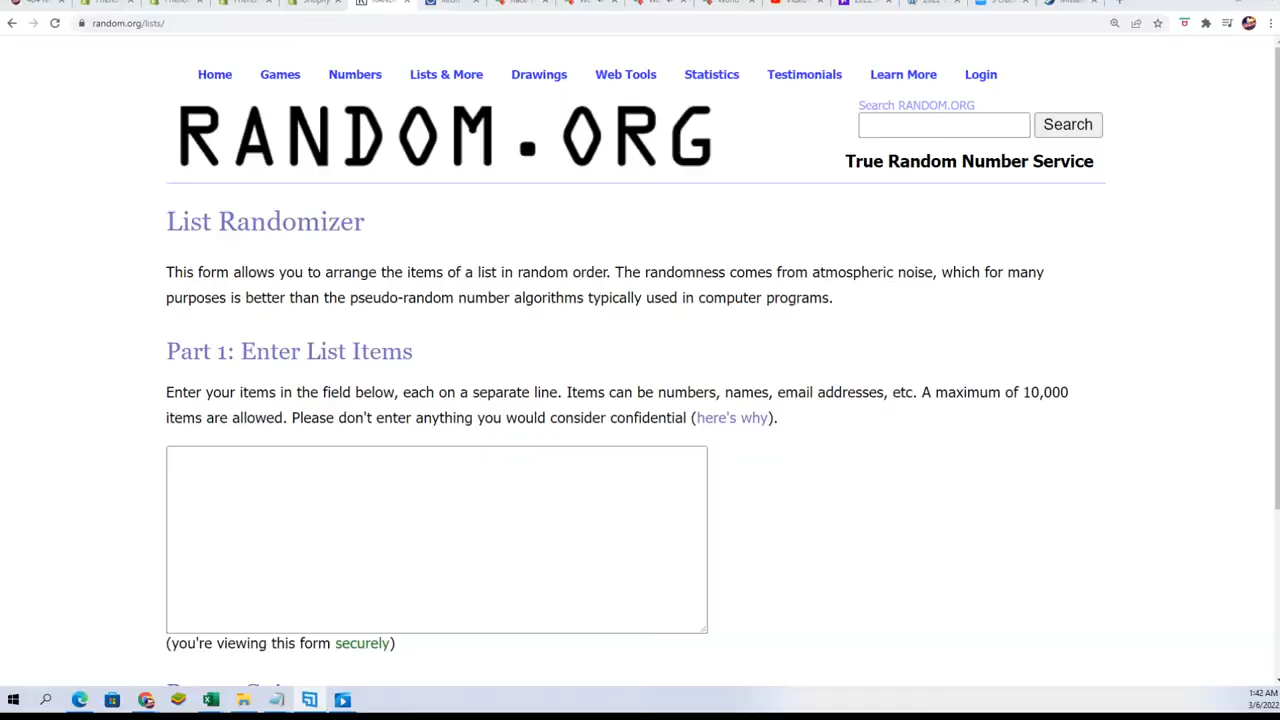 random.org/lists/
Home Games Numbers Lists & More Drawings Web Tools Statistics Testimonials Learn More Login
RANDOM.ORG
Search RANDOM.ORG
Search
True Random Number Service
List Randomizer
This form allows you to arrange the items of a list in random order. The randomness comes from atmospheric noise, which for many
purposes is better than the pseudo-random number algorithms typically used in computer programs.
Part 1: Enter List Items
Enter your items in the field below, each on a separate line. Items can be numbers, names, email addresses, etc. A maximum of 10,000
items are allowed. Please don't enter anything you would consider confidential (here's why).
(you're viewing this form securely)
1:42 AM
3/6/2022